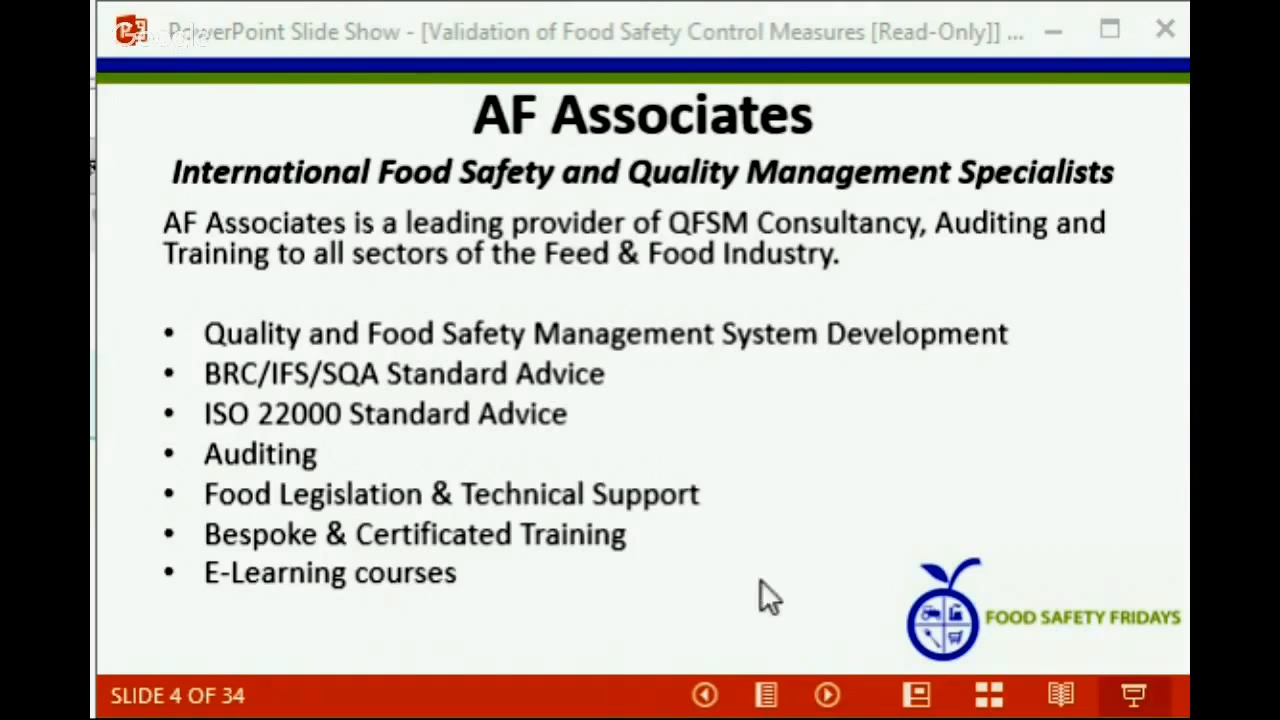 PowerPoint Slide Show - [Validation of Food Safety Control Measures [Read-Only]] ...
AF Associates
International Food Safety and Quality Management Specialists
AF Associates is a leading provider of QFSM Consultancy, Auditing and
Training to all sectors of the Feed & Food Industry.
• Quality and Food Safety Management System Development
• BRC/IFS/SQA Standard Advice
• ISO 22000 Standard Advice
• Auditing
• Food Legislation & Technical Support
• Bespoke & Certificated Training
• E-Learning courses
FOOD SAFETY FRIDAYS
SLIDE 4 OF 34